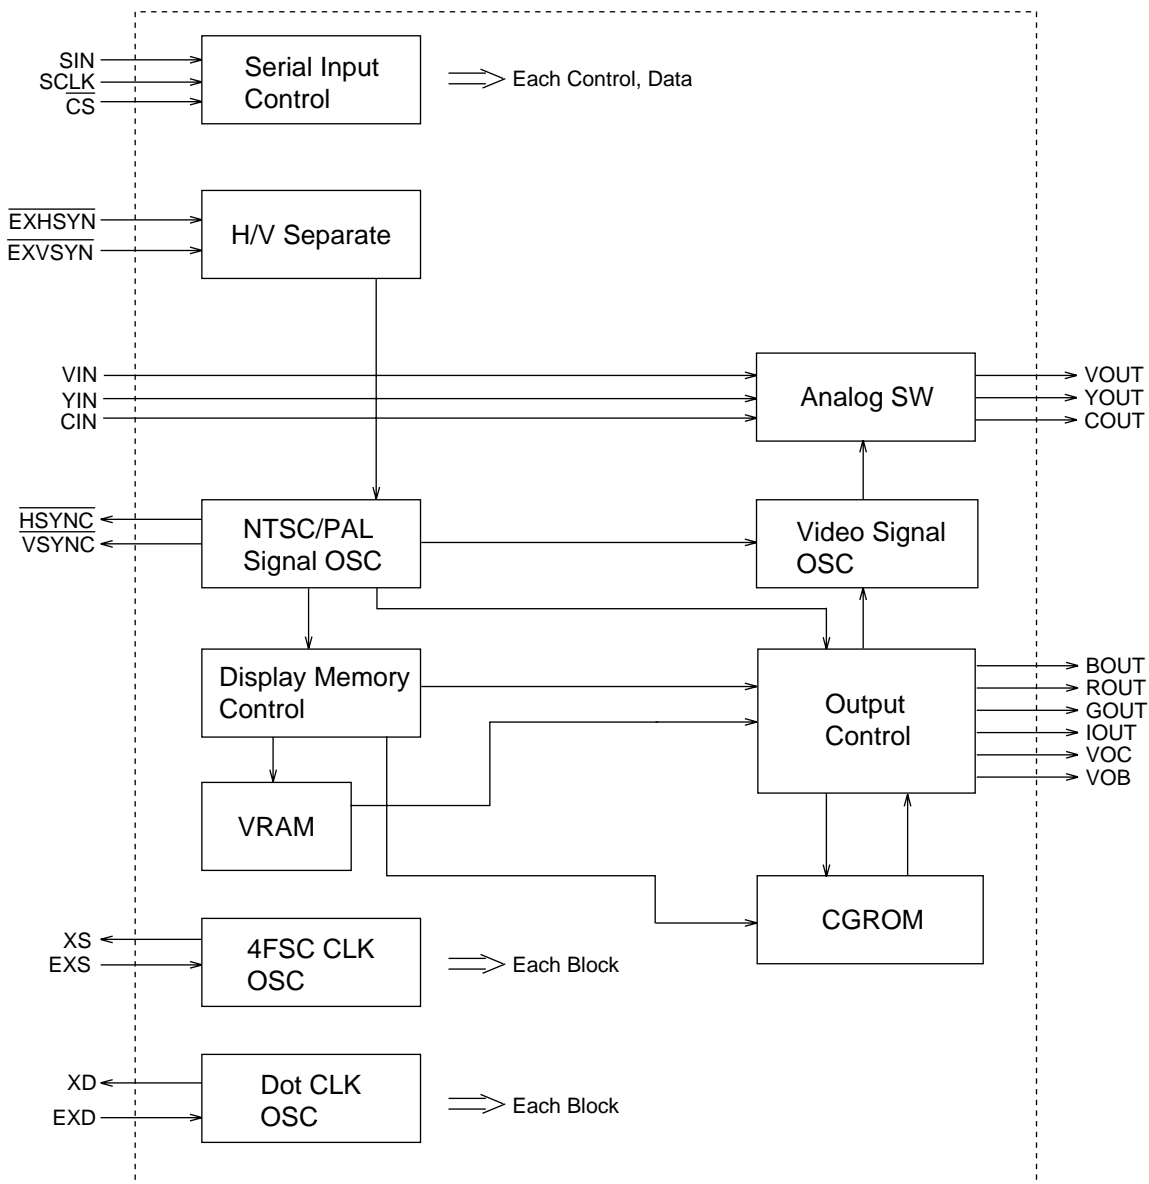 SIN
SCLK
CS
Serial Input
Control
Each Control, Data
EXHSYN
EXVSYN
H/V Separate
VIN
YIN
CIN
Analog SW
VOUT
YOUT
COUT
HSYNC
VSYNC
NTSC/PAL
Signal OSC
Video Signal
OSC
Display Memory
Control
Output
Control
BOUT
ROUT
GOUT
IOUT
VOC
VOB
VRAM
CGROM
XS
EXS
4FSC CLK
OSC
Each Block
XD
EXD
Dot CLK
OSC
Each Block